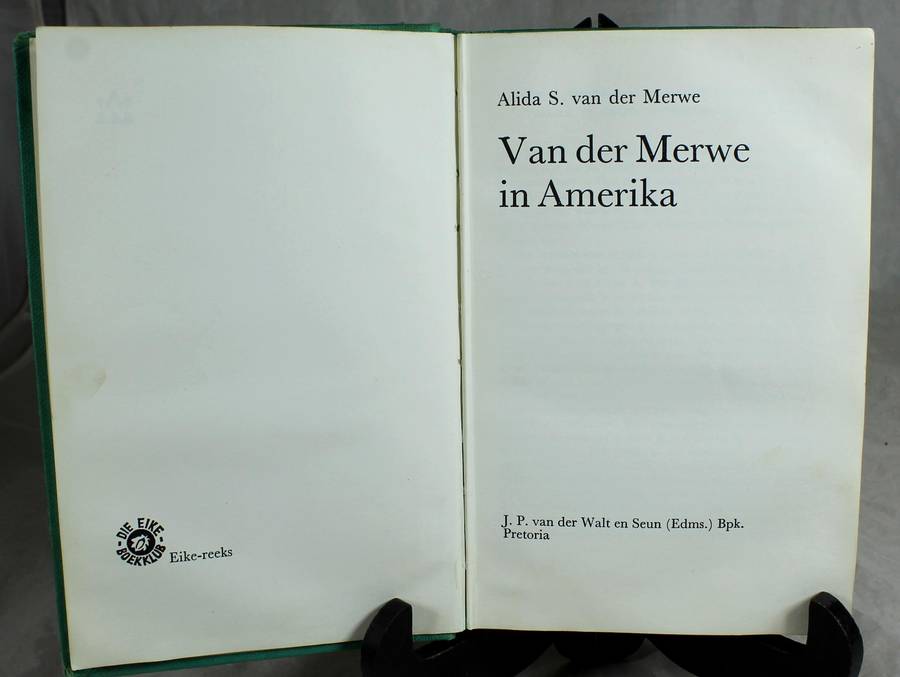 DIE EIKE
BOEKKLUB
Eike-reeks
Alida S. van der Merwe
Van der Merwe
in Amerika
J. P. van der Walt en Seun (Edms.) Bpk.
Pretoria